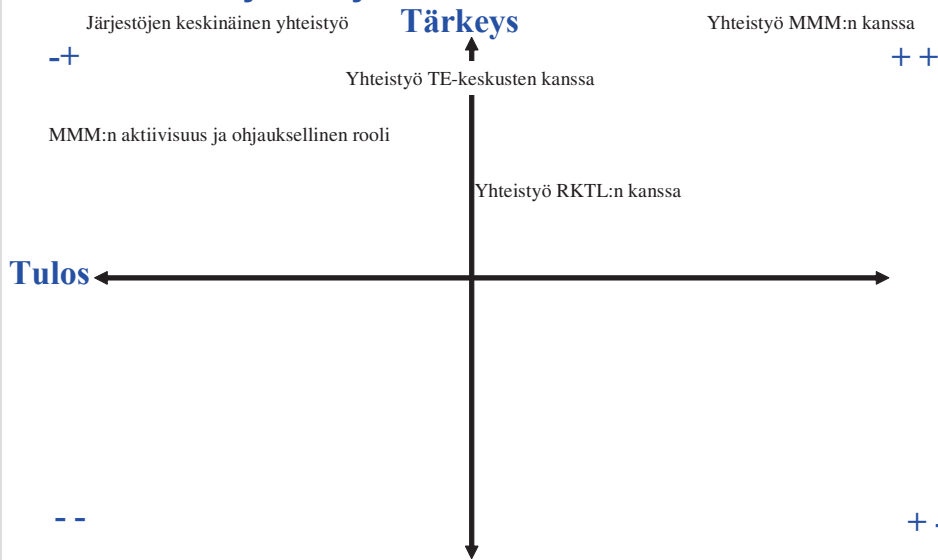 Järjestöjen keskinäinen yhteistyö
Tärkeys
Yhteistyö MMM:n kanssa
-+
++
Yhteistyö TE-keskusten kanssa
MMM:n aktiivisuus ja ohjauksellinen rooli
Yhteistyö RKTL:n kanssa
Tulos
- -
+